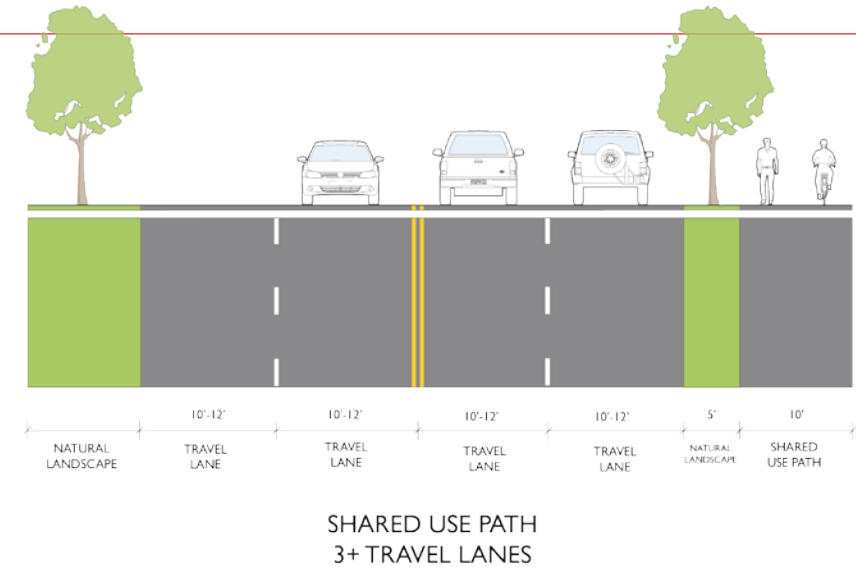 10'-12'
10'-12'
10'-12'
10'-12'
5'
10'
NATURAL
LANDSCAPE
TRAVEL
LANE
TRAVEL
LANE
TRAVEL
LANE
TRAVEL
LANE
NATURAL
LANDSCAPE
SHARED
USE PATH
SHARED USE PATH
3+ TRAVEL LANES